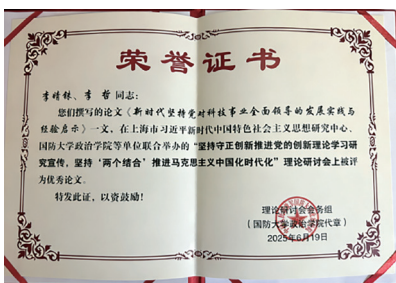 荣誉证书
李晴铱、李 哲 同志：
您们撰写的论文《新时代坚持党对科技事业全面领导的发展实践与
经验启示》一文，在上海市习近平新时代中国特色社会主义思想研究中心、
国防大学政治学院等单位联合举办的“坚持守正创新推进党的创新理论学习研
究宣传，坚持‘两个结合’推进马克思主义中国化时代化”理论研讨会上被评
为优秀论文。
特发此证，以资鼓励！
理论研讨会会务组
（国防大学政治学院代章）
2025年6月19日